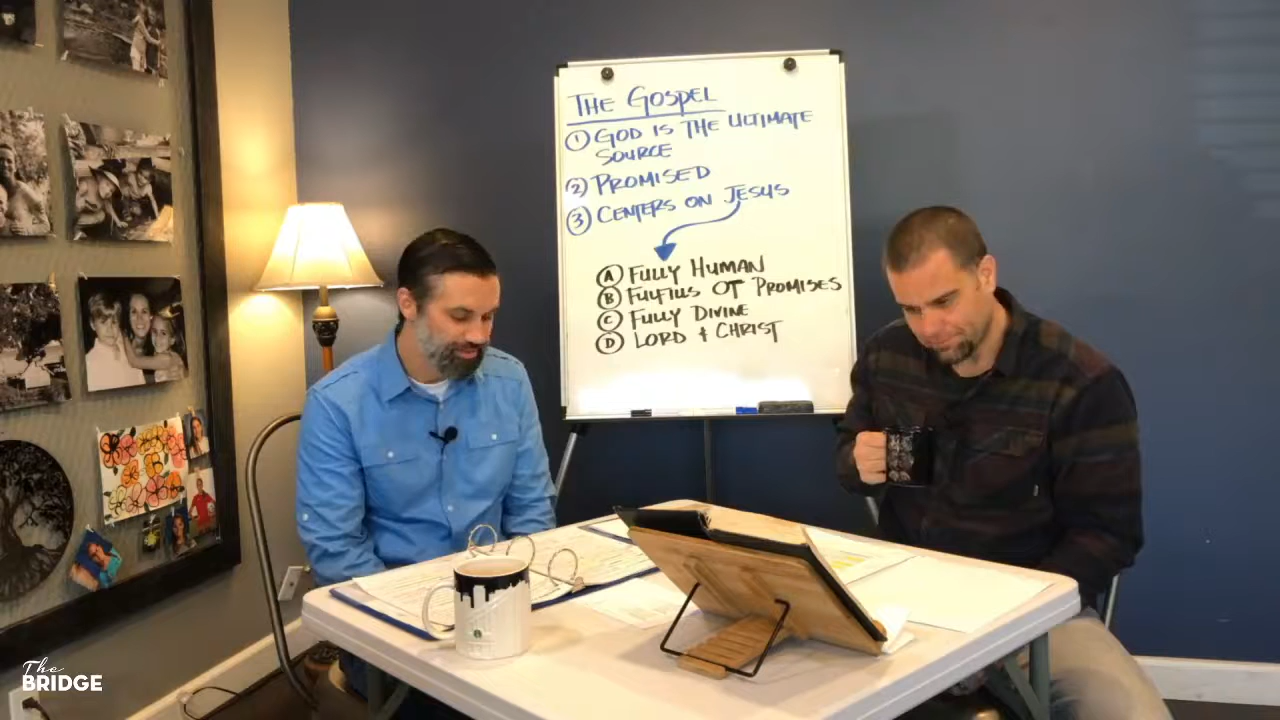 THE GOSPEL
① GOD IS THE ULTIMATE
SOURCE
② PROMISED
③ CENTERS ON JESUS
Ⓐ FULLY HUMAN
Ⓑ FULFILLS OT PROMISES
Ⓒ FULLY DIVINE
Ⓓ LORD + CHRIST
The
BRIDGE